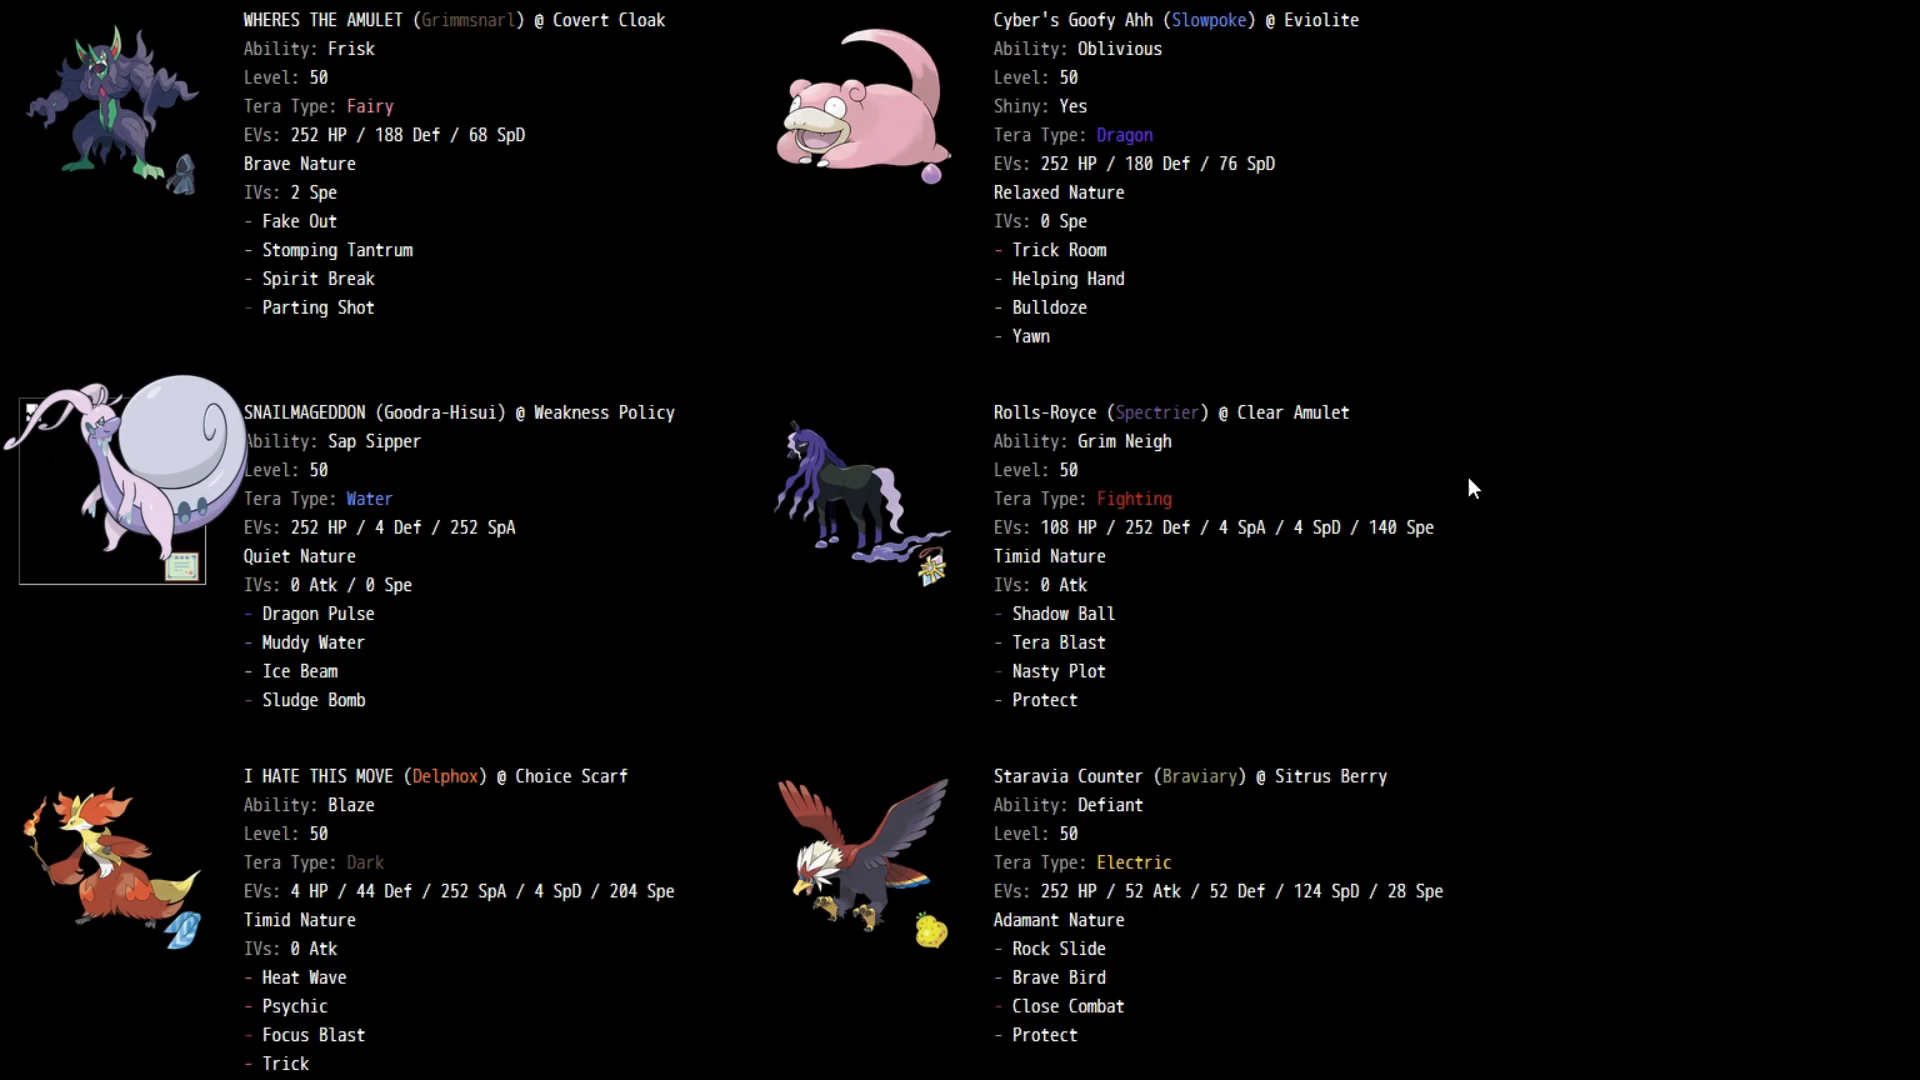 WHERES THE AMULET (Grimmsnarl) @ Covert Cloak
Ability: Frisk
Level: 50
Tera Type: Fairy
EVs: 252 HP / 188 Def / 68 SpD
Brave Nature
IVs: 2 Spe
- Fake Out
- Stomping Tantrum
- Spirit Break
- Parting Shot
Cyber's Goofy Ahh (Slowpoke) @ Eviolite
Ability: Oblivious
Level: 50
Shiny: Yes
Tera Type: Dragon
EVs: 252 HP / 180 Def / 76 SpD
Relaxed Nature
IVs: 0 Spe
- Trick Room
- Helping Hand
- Bulldoze
- Yawn
SNAILMAGEDDON (Goodra-Hisui) @ Weakness Policy
Ability: Sap Sipper
Level: 50
Tera Type: Water
EVs: 252 HP / 4 Def / 252 SpA
Quiet Nature
IVs: 0 Atk / 0 Spe
- Dragon Pulse
- Muddy Water
- Ice Beam
- Sludge Bomb
Rolls-Royce (Spectrier) @ Clear Amulet
Ability: Grim Neigh
Level: 50
Tera Type: Fighting
EVs: 108 HP / 252 Def / 4 SpA / 4 SpD / 140 Spe
Timid Nature
IVs: 0 Atk
- Shadow Ball
- Tera Blast
- Nasty Plot
- Protect
I HATE THIS MOVE (Delphox) @ Choice Scarf
Ability: Blaze
Level: 50
Tera Type: Dark
EVs: 4 HP / 44 Def / 252 SpA / 4 SpD / 204 Spe
Timid Nature
IVs: 0 Atk
- Heat Wave
- Psychic
- Focus Blast
- Trick
Staravia Counter (Braviary) @ Sitrus Berry
Ability: Defiant
Level: 50
Tera Type: Electric
EVs: 252 HP / 52 Atk / 52 Def / 124 SpD / 28 Spe
Adamant Nature
- Rock Slide
- Brave Bird
- Close Combat
- Protect